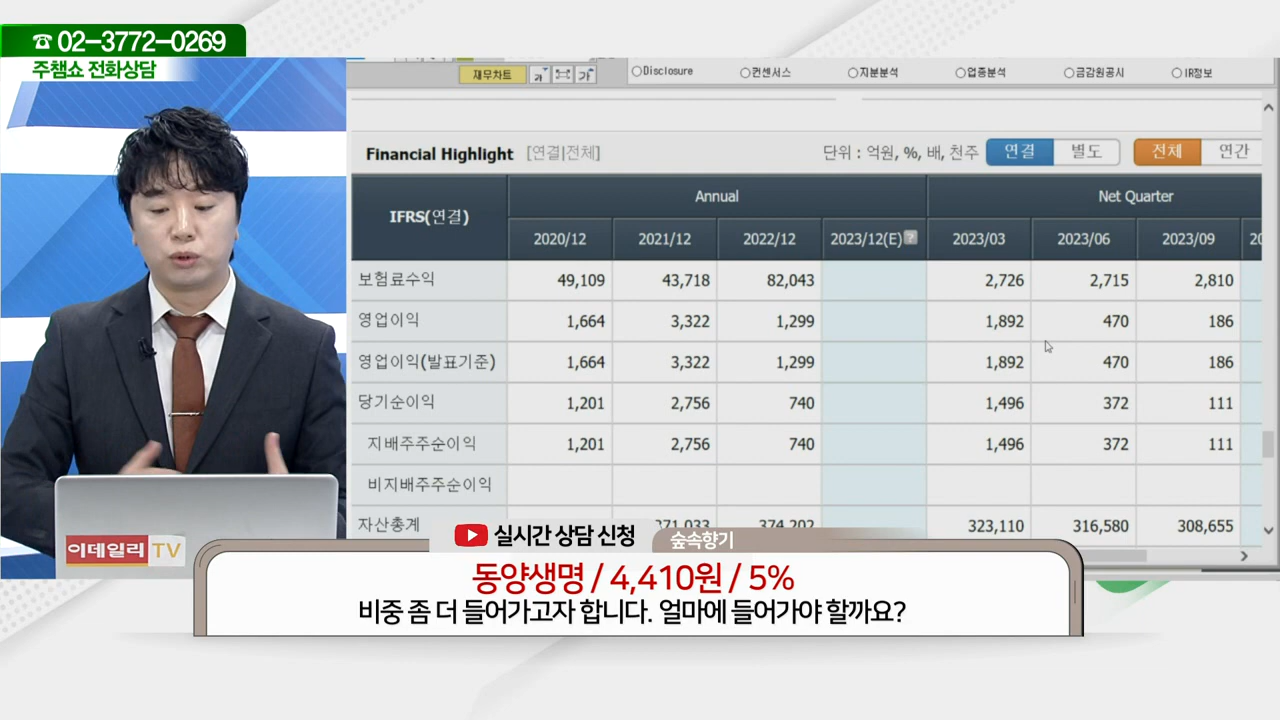 ☎ 02-3772-0269
주챔쇼 전화상담
재무차트
Disclosure 컨센서스 지분분석 업종분석 금감원공시 IR정보
Financial Highlight [연결|전체] 단위 : 억원, %, 배, 천주 연결 별도 전체 연간
IFRS(연결) Annual Net Quarter
2020/12 2021/12 2022/12 2023/12(E) 2023/03 2023/06 2023/09
보험료수익 49,109 43,718 82,043 2,726 2,715 2,810
영업이익 1,664 3,322 1,299 1,892 470 186
영업이익(발표기준) 1,664 3,322 1,299 1,892 470 186
당기순이익 1,201 2,756 740 1,496 372 111
지배주주순이익 1,201 2,756 740 1,496 372 111
비지배주주순이익
자산총계 323,110 316,580 308,655
이데일리 TV
실시간 상담 신청
숲속향기
동양생명 / 4,410원 / 5%
비중 좀 더 들어가고자 합니다. 얼마에 들어가야 할까요?